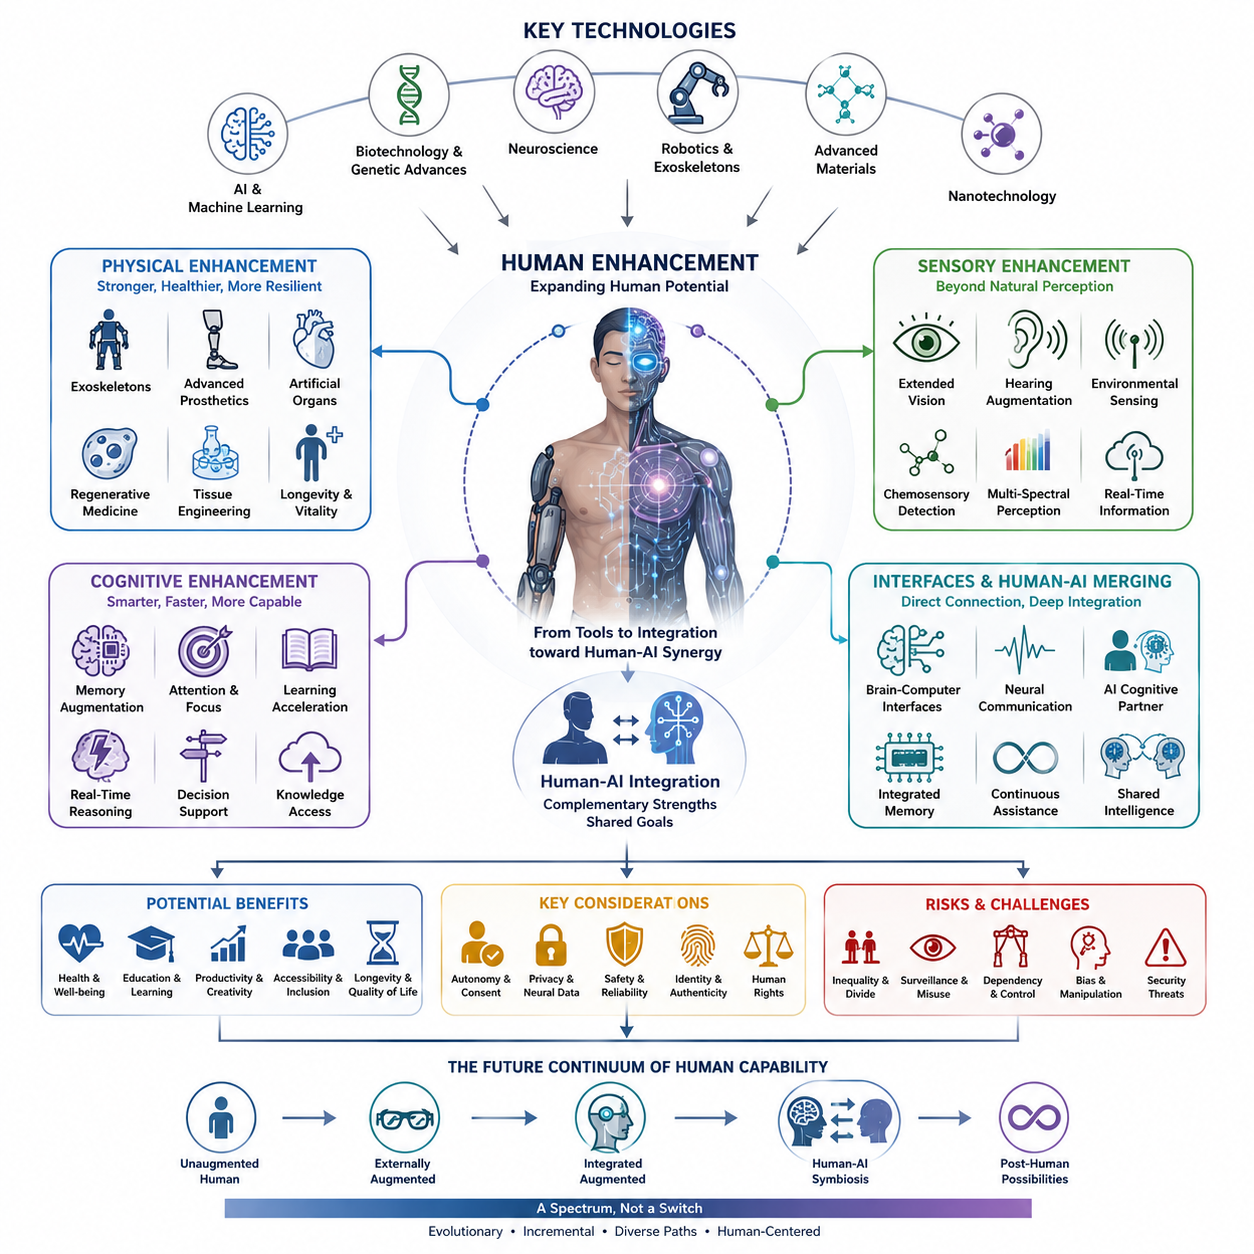 KEY TECHNOLOGIES
AI &
Machine Learning
Biotechnology &
Genetic Advances
Neuroscience
Robotics &
Exoskeletons
Advanced
Materials
Nanotechnology
HUMAN ENHANCEMENT
Expanding Human Potential
PHYSICAL ENHANCEMENT
Stronger, Healthier, More Resilient
Exoskeletons
Advanced
Prosthetics
Artificial
Organs
Regenerative
Medicine
Tissue
Engineering
Longevity &
Vitality
SENSORY ENHANCEMENT
Beyond Natural Perception
Extended
Vision
Hearing
Augmentation
Environmental
Sensing
Chemosensory
Detection
Multi-Spectral
Perception
Real-Time
Information
COGNITIVE ENHANCEMENT
Smarter, Faster, More Capable
Memory
Augmentation
Attention &
Focus
Learning
Acceleration
Real-Time
Reasoning
Decision
Support
Knowledge
Access
From Tools to Integration
toward Human-AI Synergy
Human-AI Integration
Complementary Strengths
Shared Goals
INTERFACES & HUMAN-AI MERGING
Direct Connection, Deep Integration
Brain-Computer
Interfaces
Neural
Communication
AI Cognitive
Partner
Integrated
Memory
Continuous
Assistance
Shared
Intelligence
POTENTIAL BENEFITS
Health &
Well-being
Education &
Learning
Productivity &
Creativity
Accessibility &
Inclusion
Longevity &
Quality of Life
KEY CONSIDERATIONS
Autonomy &
Consent
Privacy &
Neural Data
Safety &
Reliability
Identity &
Authenticity
Human
Rights
RISKS & CHALLENGES
Inequality &
Divide
Surveillance &
Misuse
Dependency
& Control
Bias &
Manipulation
Security
Threats
THE FUTURE CONTINUUM OF HUMAN CAPABILITY
Unaugmented
Human
Externally
Augmented
Integrated
Augmented
Human-AI
Symbiosis
Post-Human
Possibilities
A Spectrum, Not a Switch
Evolutionary • Incremental • Diverse Paths • Human-Centered